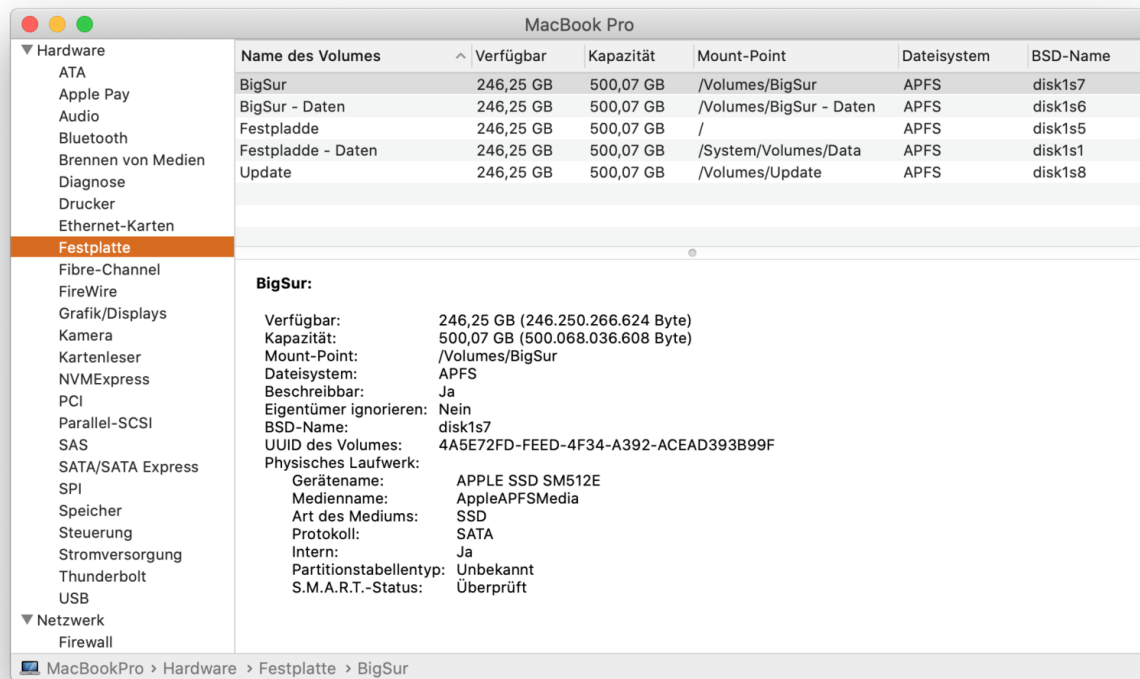 MacBook Pro
Hardware
ATA
Apple Pay
Audio
Bluetooth
Brennen von Medien
Diagnose
Drucker
Ethernet-Karten
Festplatte
Fibre-Channel
FireWire
Grafik/Displays
Kamera
Kartenleser
NVMExpress
PCI
Parallel-SCSI
SAS
SATA/SATA Express
SPI
Speicher
Steuerung
Stromversorgung
Thunderbolt
USB
Netzwerk
Firewall
Name des Volumes Verfügbar Kapazität Mount-Point Dateisystem BSD-Name
BigSur 246,25 GB 500,07 GB /Volumes/BigSur APFS disk1s7
BigSur - Daten 246,25 GB 500,07 GB /Volumes/BigSur - Daten APFS disk1s6
Festpladde 246,25 GB 500,07 GB / APFS disk1s5
Festpladde - Daten 246,25 GB 500,07 GB /System/Volumes/Data APFS disk1s1
Update 246,25 GB 500,07 GB /Volumes/Update APFS disk1s8
BigSur:
Verfügbar: 246,25 GB (246.250.266.624 Byte)
Kapazität: 500,07 GB (500.068.036.608 Byte)
Mount-Point: /Volumes/BigSur
Dateisystem: APFS
Beschreibbar: Ja
Eigentümer ignorieren: Nein
BSD-Name: disk1s7
UUID des Volumes: 4A5E72FD-FEED-4F34-A392-ACEAD393B99F
Physisches Laufwerk:
Gerätename: APPLE SSD SM512E
Medienname: AppleAPFSMedia
Art des Mediums: SSD
Protokoll: SATA
Intern: Ja
Partitionstabellentyp: Unbekannt
S.M.A.R.T.-Status: Überprüft
MacBookPro › Hardware › Festplatte › BigSur